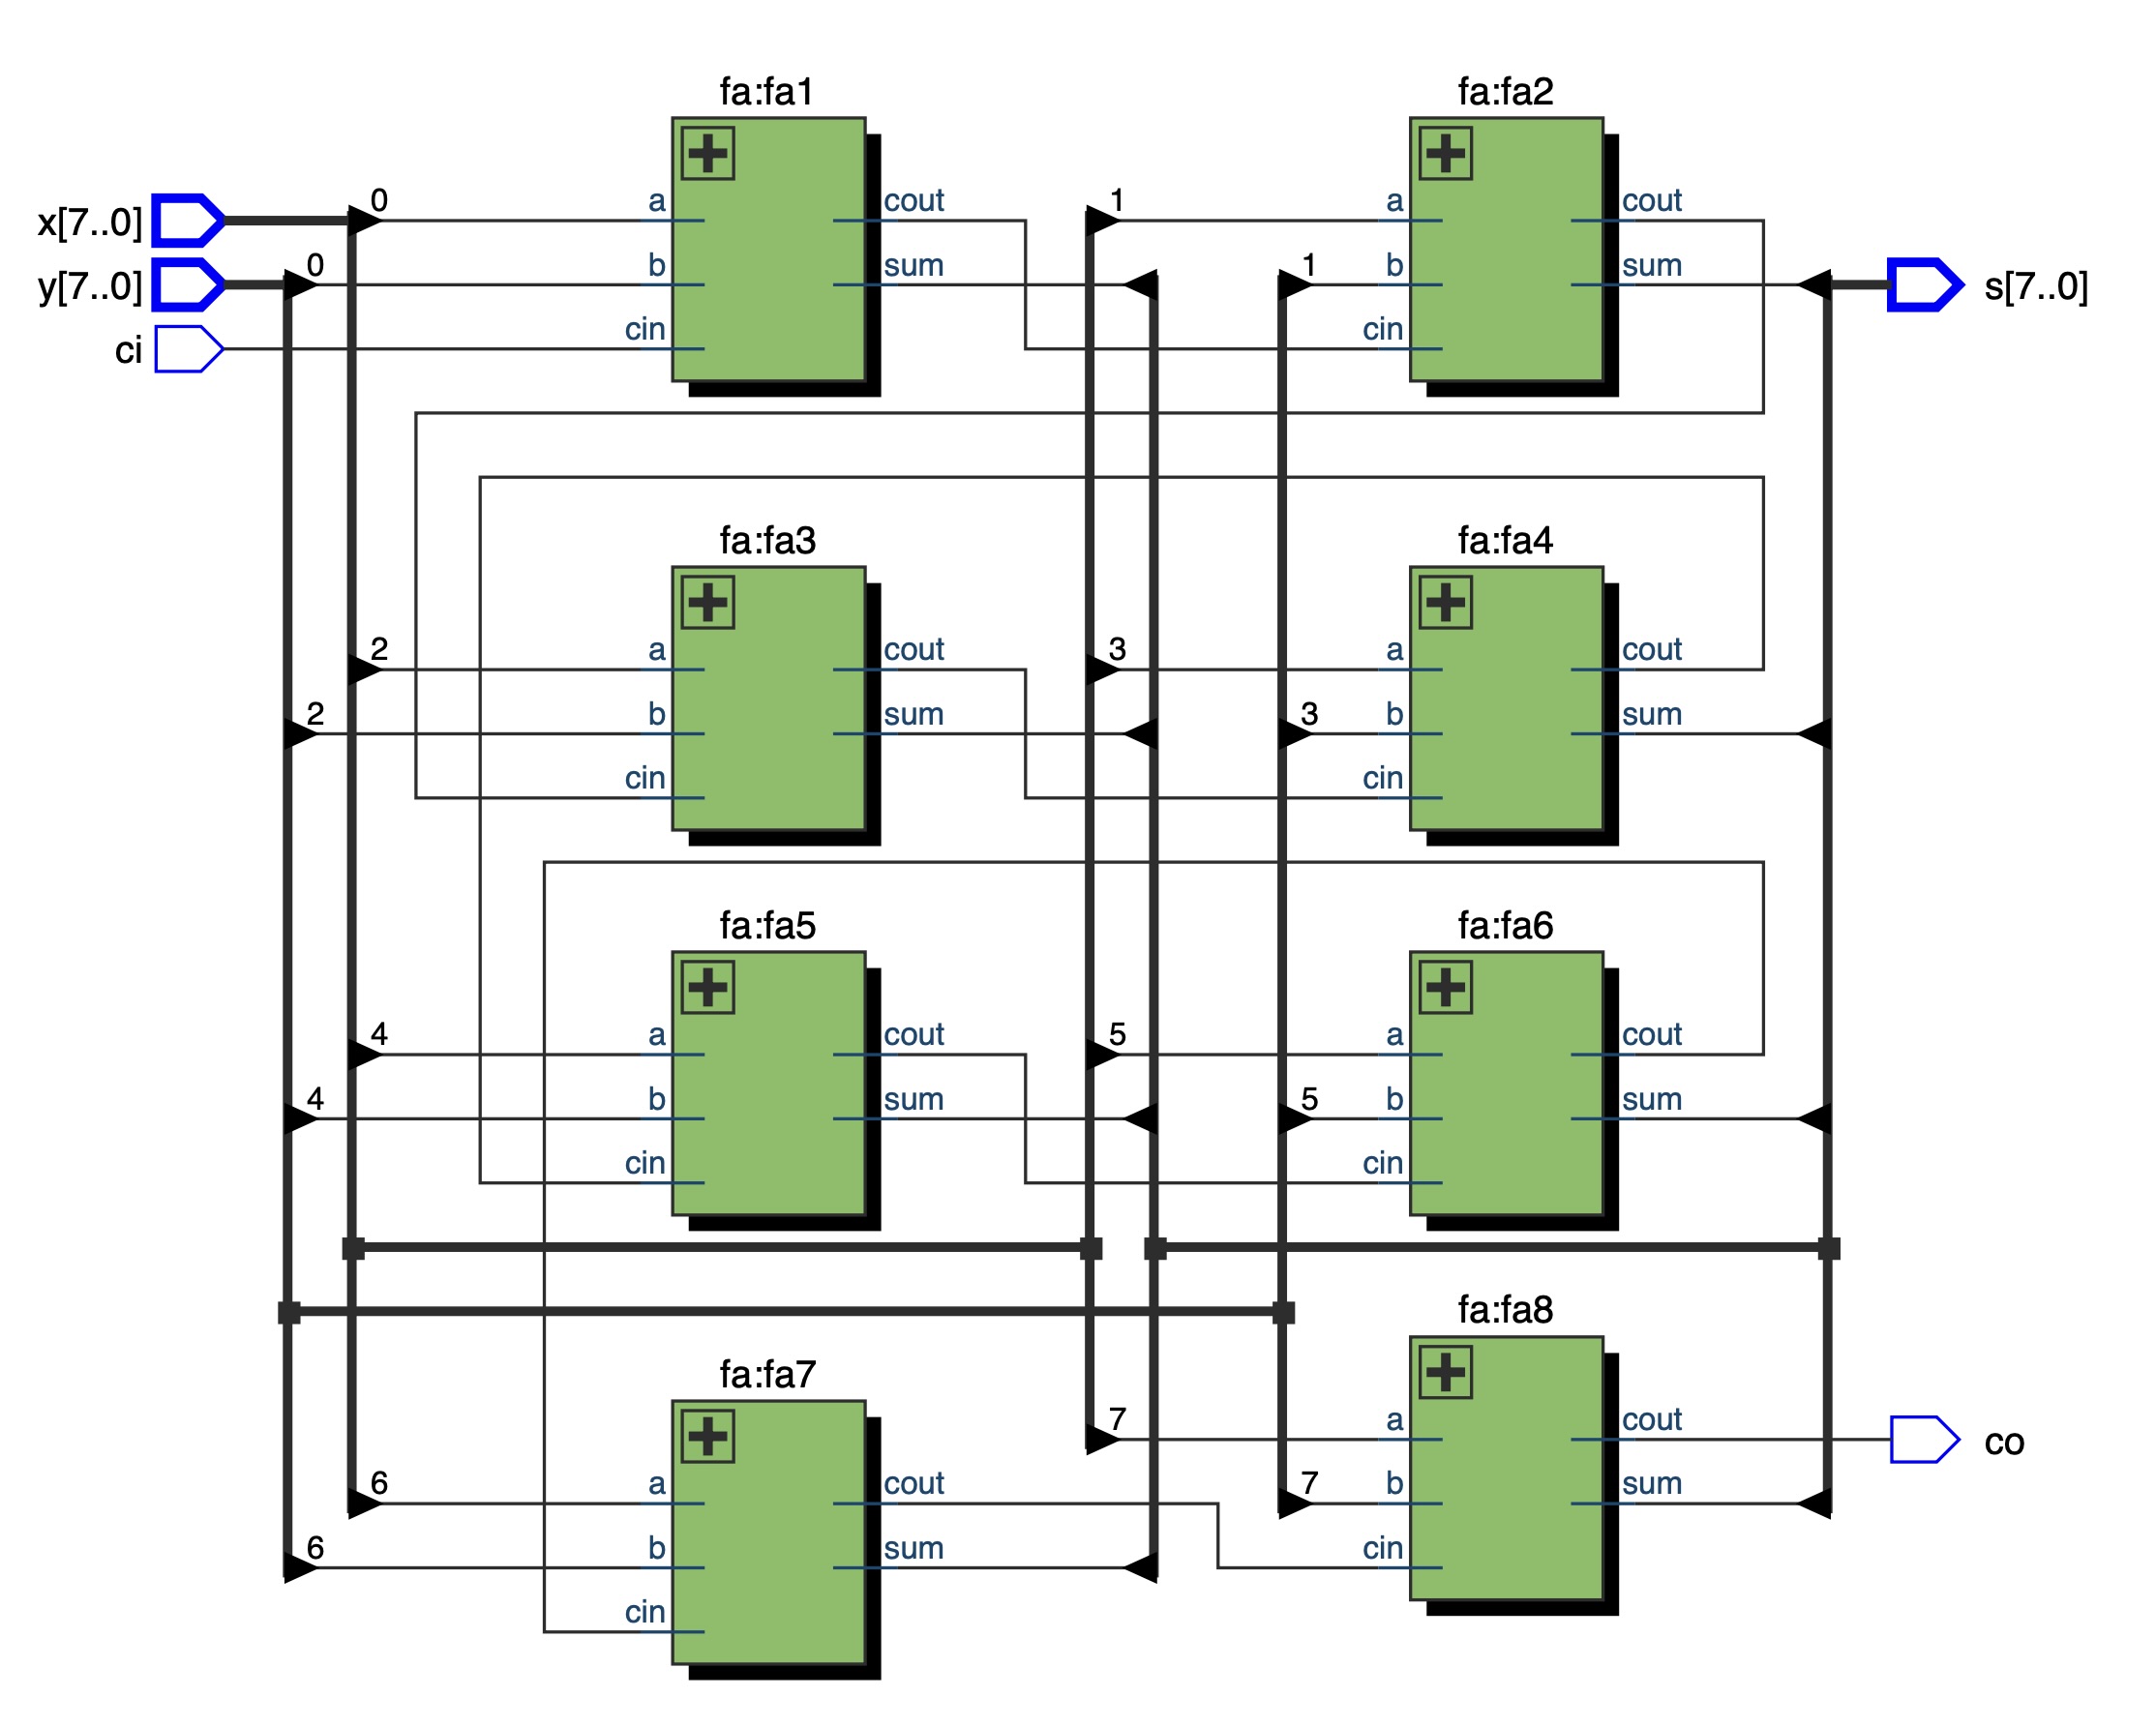 fa:fa1
fa:fa2
x[7..0]
0
a
cout
1
a
cout
y[7..0]
0
b
sum
1
b
sum
s[7..0]
ci
cin
cin
fa:fa3
fa:fa4
2
a
cout
3
a
cout
2
b
sum
3
b
sum
cin
cin
fa:fa5
fa:fa6
4
a
cout
5
a
cout
4
b
sum
5
b
sum
cin
cin
fa:fa8
fa:fa7
7
a
cout
co
6
a
cout
7
b
sum
6
b
sum
cin
cin